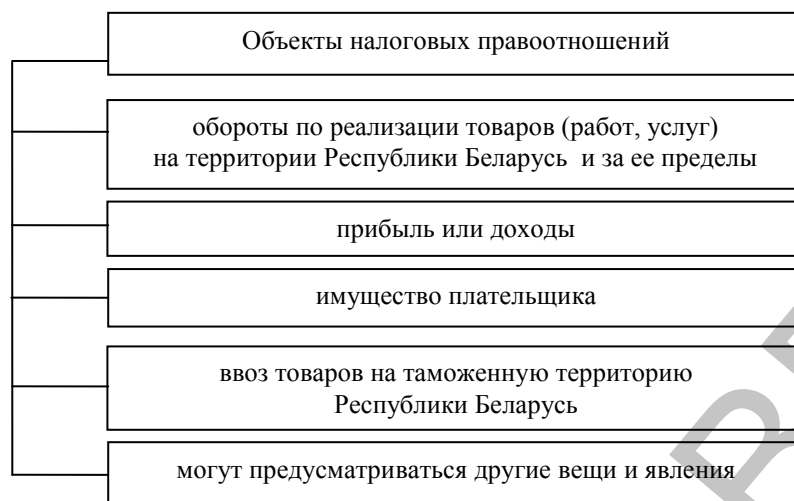 Объекты налоговых правоотношений
обороты по реализации товаров (работ, услуг)
на территории Республики Беларусь и за ее пределы
прибыль или доходы
имущество плательщика
ввоз товаров на таможенную территорию
Республики Беларусь
могут предусматриваться другие вещи и явления